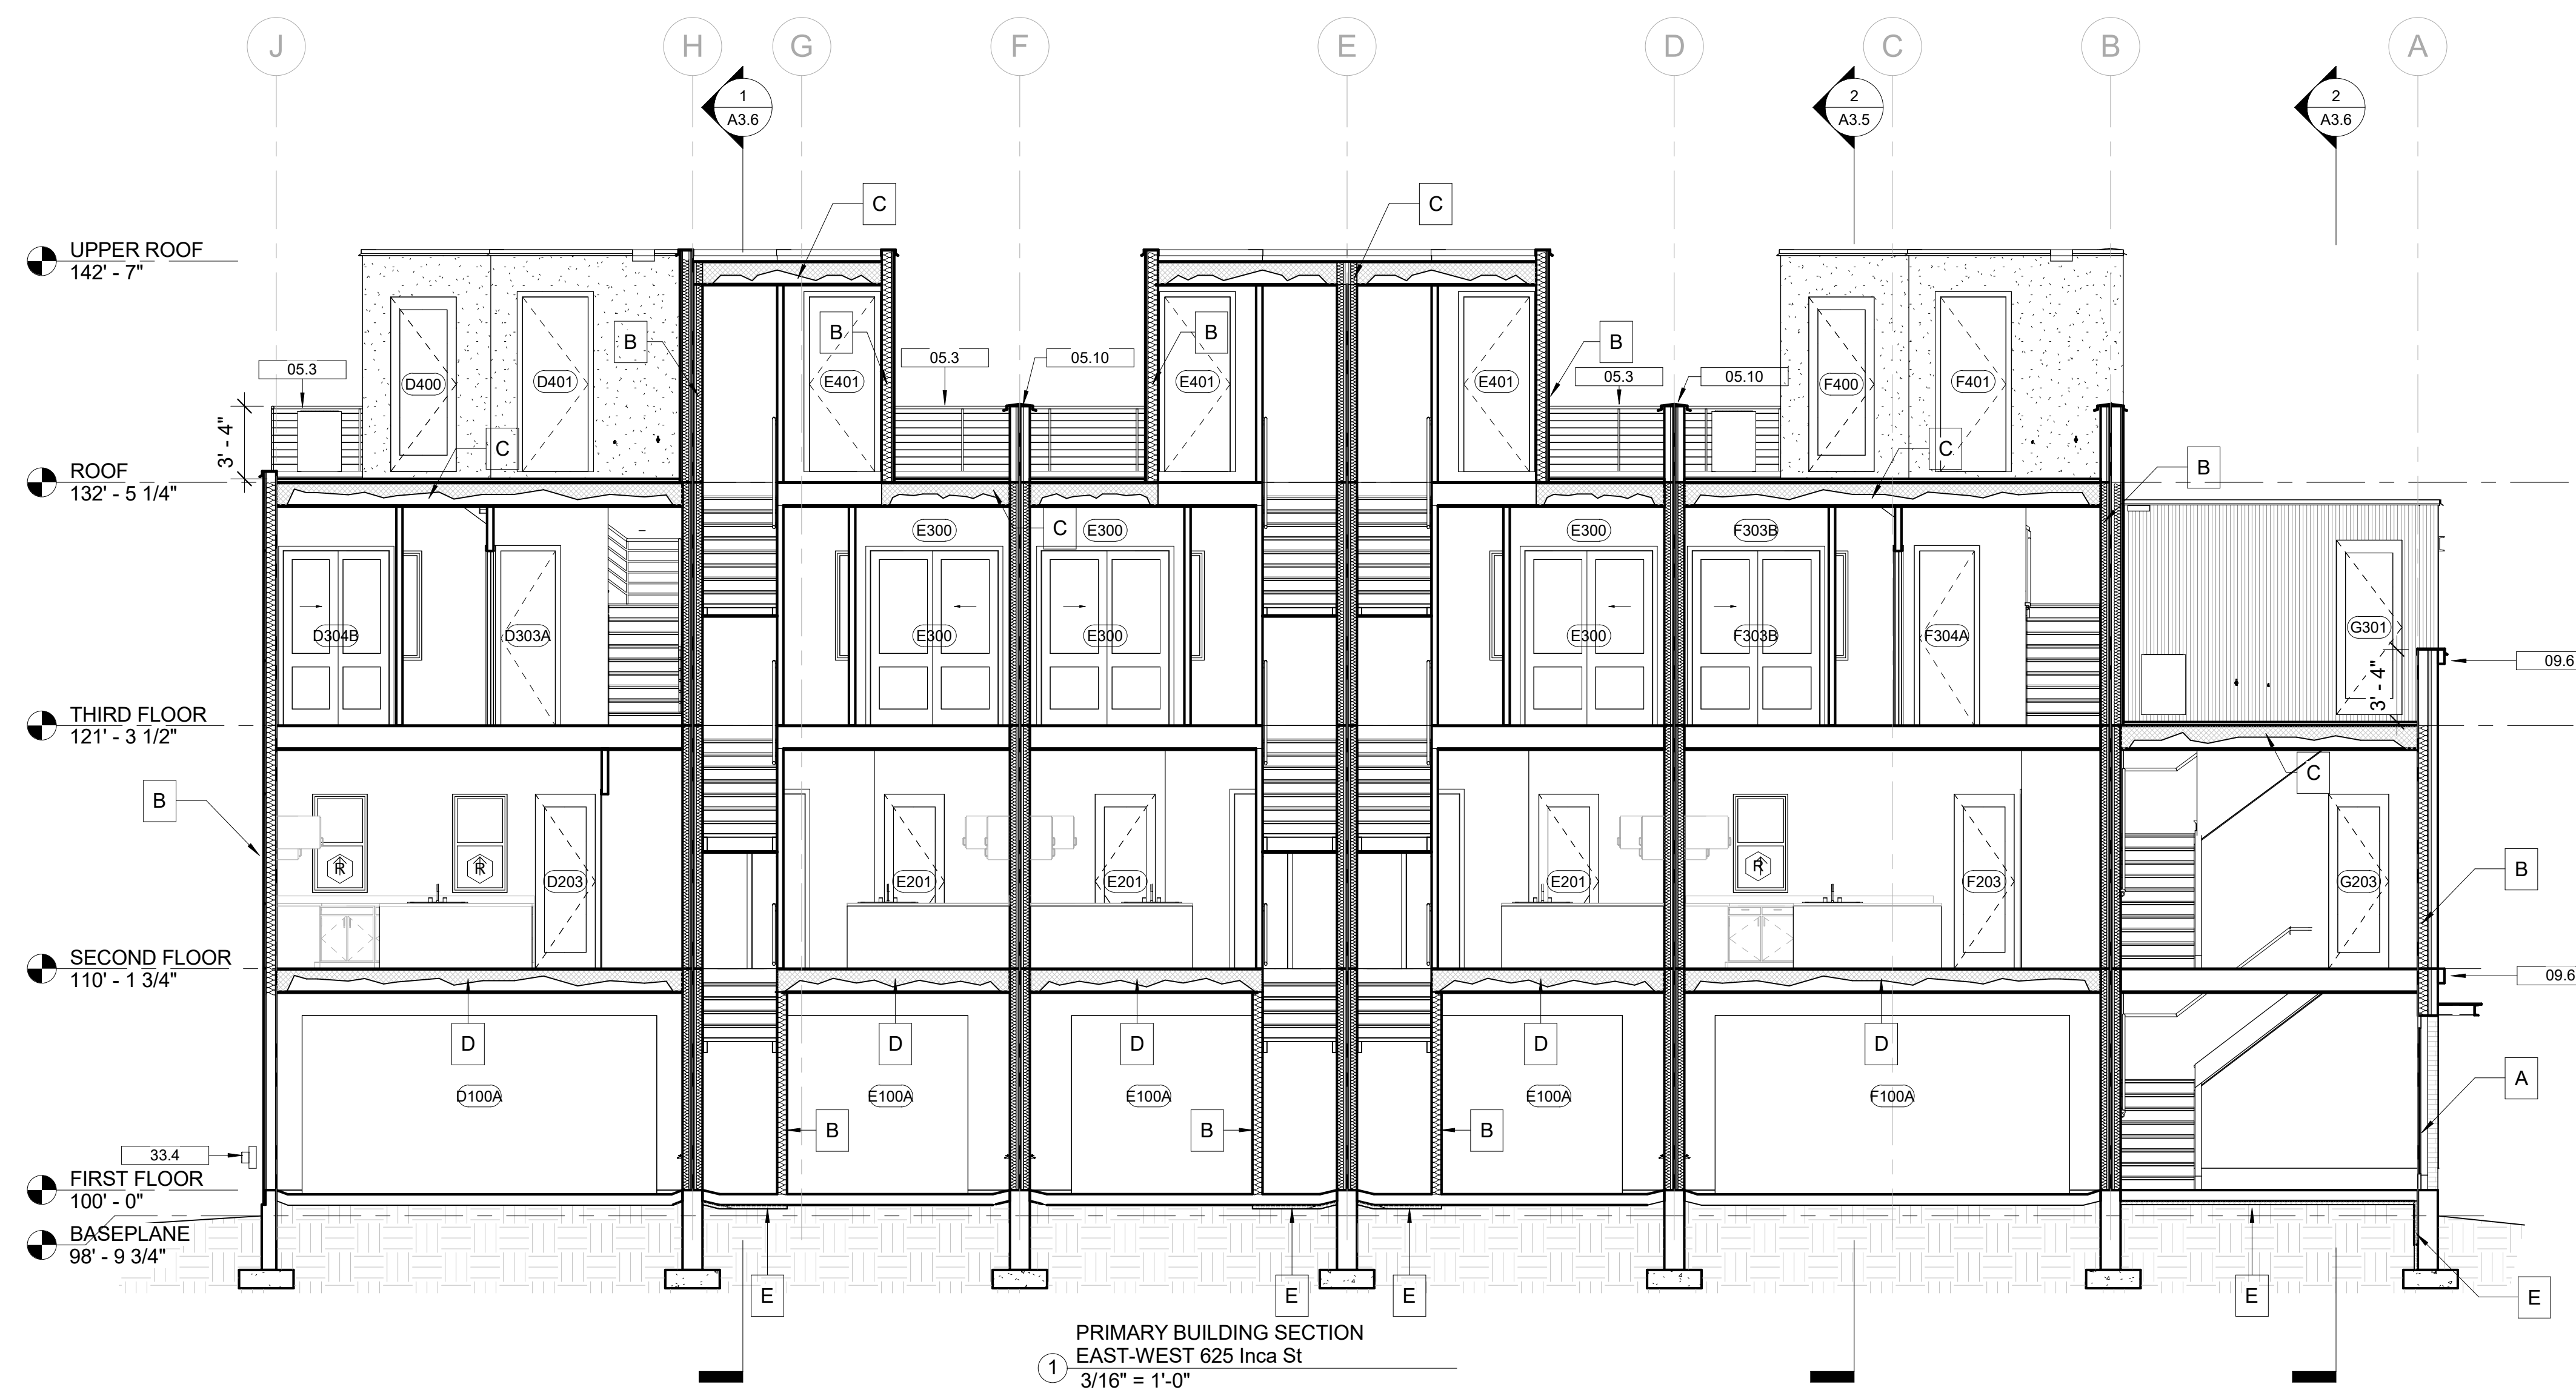 J
H
G
F
E
D
C
B
A
1
A3.6
2
A3.5
2
A3.6
C
C
UPPER ROOF
142' - 7"
B
B
B
B
05.3
05.3
05.10
05.3
05.10
D400
D401
E401
E401
E401
F400
F401
3' - 4"
C
C
B
ROOF
132' - 5 1/4"
C
E300
E300
E300
F303B
D304B
D303A
E300
E300
E300
F303B
F304A
G301
3' - 4"
09.6
THIRD FLOOR
121' - 3 1/2"
C
B
R
R
D203
E201
E201
E201
R
F203
G203
B
SECOND FLOOR
110' - 1 3/4"
09.6
D
D
D
D
D
A
D100A
E100A
E100A
E100A
F100A
B
B
B
33.4
FIRST FLOOR
100' - 0"
BASEPLANE
98' - 9 3/4"
E
E
E
E
E
PRIMARY BUILDING SECTION
EAST-WEST 625 Inca St
1
3/16" = 1'-0"